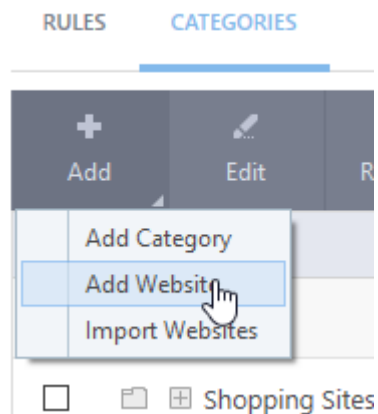 RULES CATEGORIES
Add Edit R
Add Category
Add Website
Import Websites
Shopping Sites